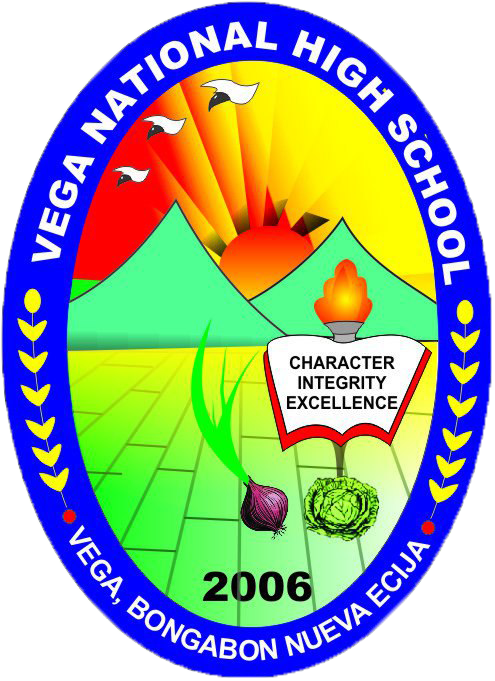 VEGA NATIONAL HIGH SCHOOL
CHARACTER
INTEGRITY
EXCELLENCE
2006
VEGA, BONGABON NUEVA ECIJA